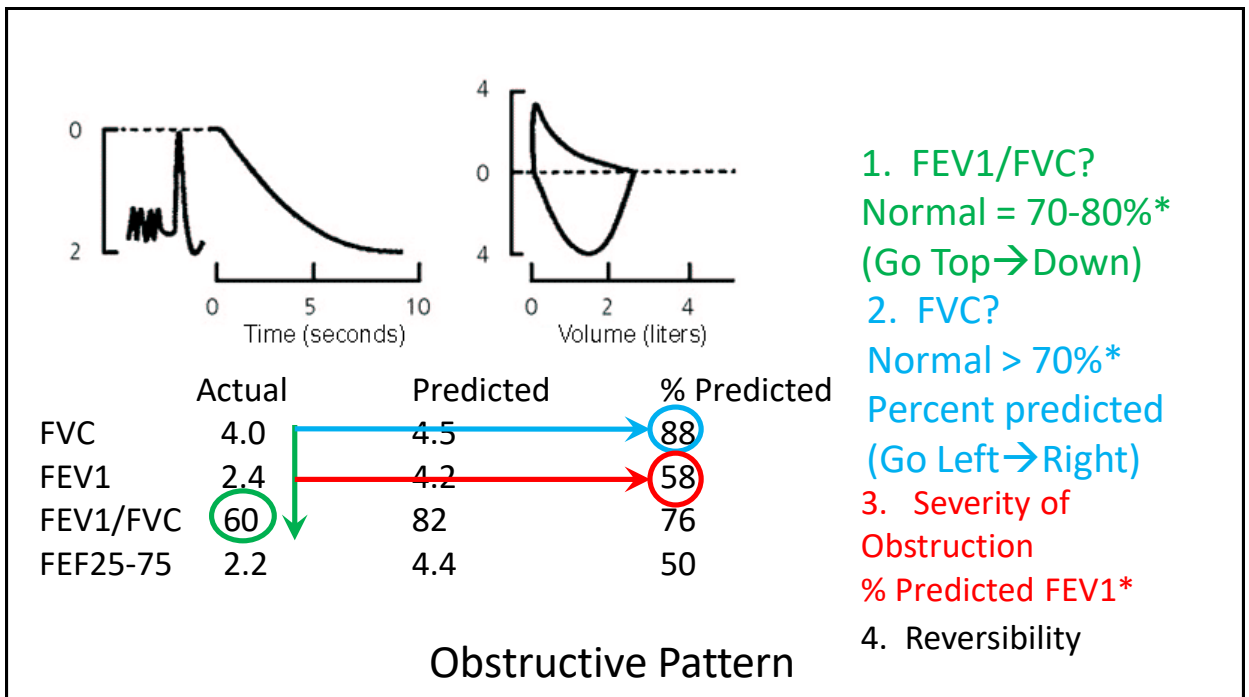 0
2
0
5
10
Time (seconds)
4
0
4
0
2
4
Volume (liters)
1. FEV1/FVC?
Normal = 70-80%*
(Go Top→Down)
2. FVC?
Normal > 70%*
Percent predicted
(Go Left→Right)
3. Severity of
Obstruction
% Predicted FEV1*
4. Reversibility
Actual Predicted % Predicted
FVC 4.0 4.5 88
FEV1 2.4 4.2 58
FEV1/FVC 60 82 76
FEF25-75 2.2 4.4 50
Obstructive Pattern